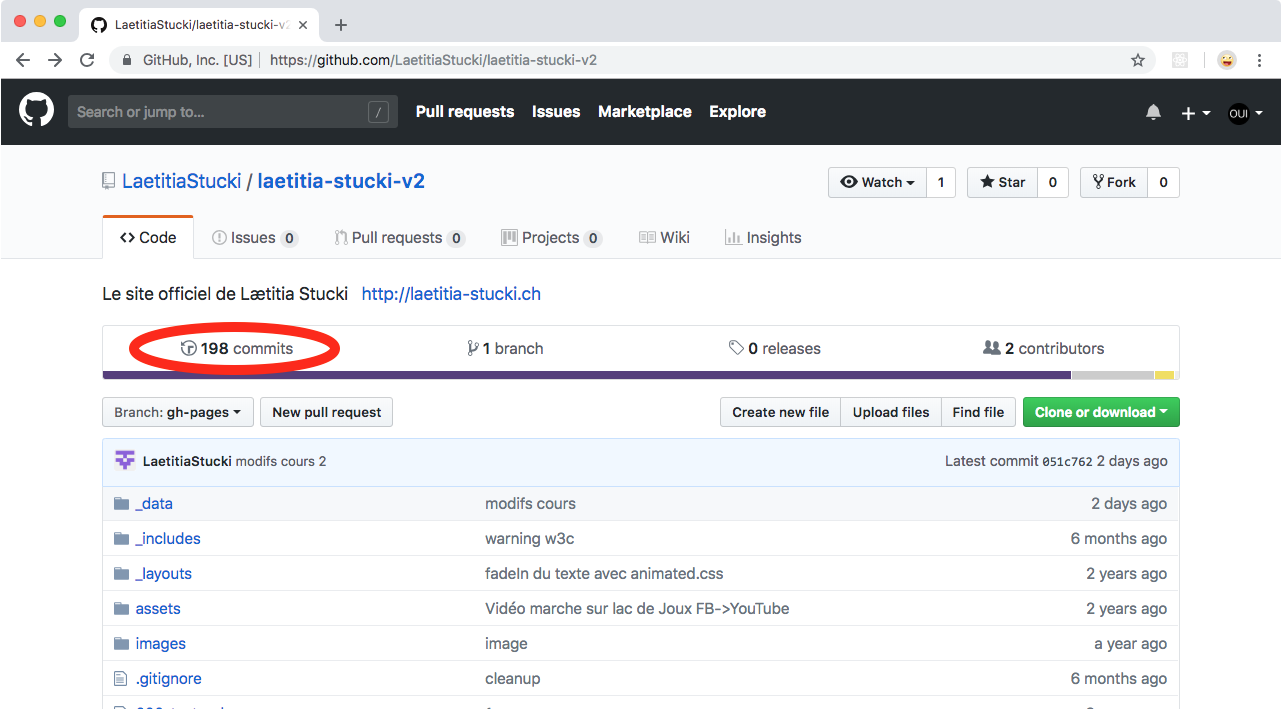 LaetitiaStucki/laetitia-stucki-v2
GitHub, Inc. [US] https://github.com/LaetitiaStucki/laetitia-stucki-v2
Search or jump to... / Pull requests Issues Marketplace Explore OUI
LaetitiaStucki / laetitia-stucki-v2 Watch 1 Star 0 Fork 0
Code Issues 0 Pull requests 0 Projects 0 Wiki Insights
Le site officiel de Lætitia Stucki http://laetitia-stucki.ch
198 commits 1 branch 0 releases 2 contributors
Branch: gh-pages New pull request Create new file Upload files Find file Clone or download
LaetitiaStucki modifs cours 2 Latest commit 051c762 2 days ago
_data modifs cours 2 days ago
_includes warning w3c 6 months ago
_layouts fadeIn du texte avec animated.css 2 years ago
assets Vidéo marche sur lac de Joux FB->YouTube 2 years ago
images image a year ago
.gitignore cleanup 6 months ago